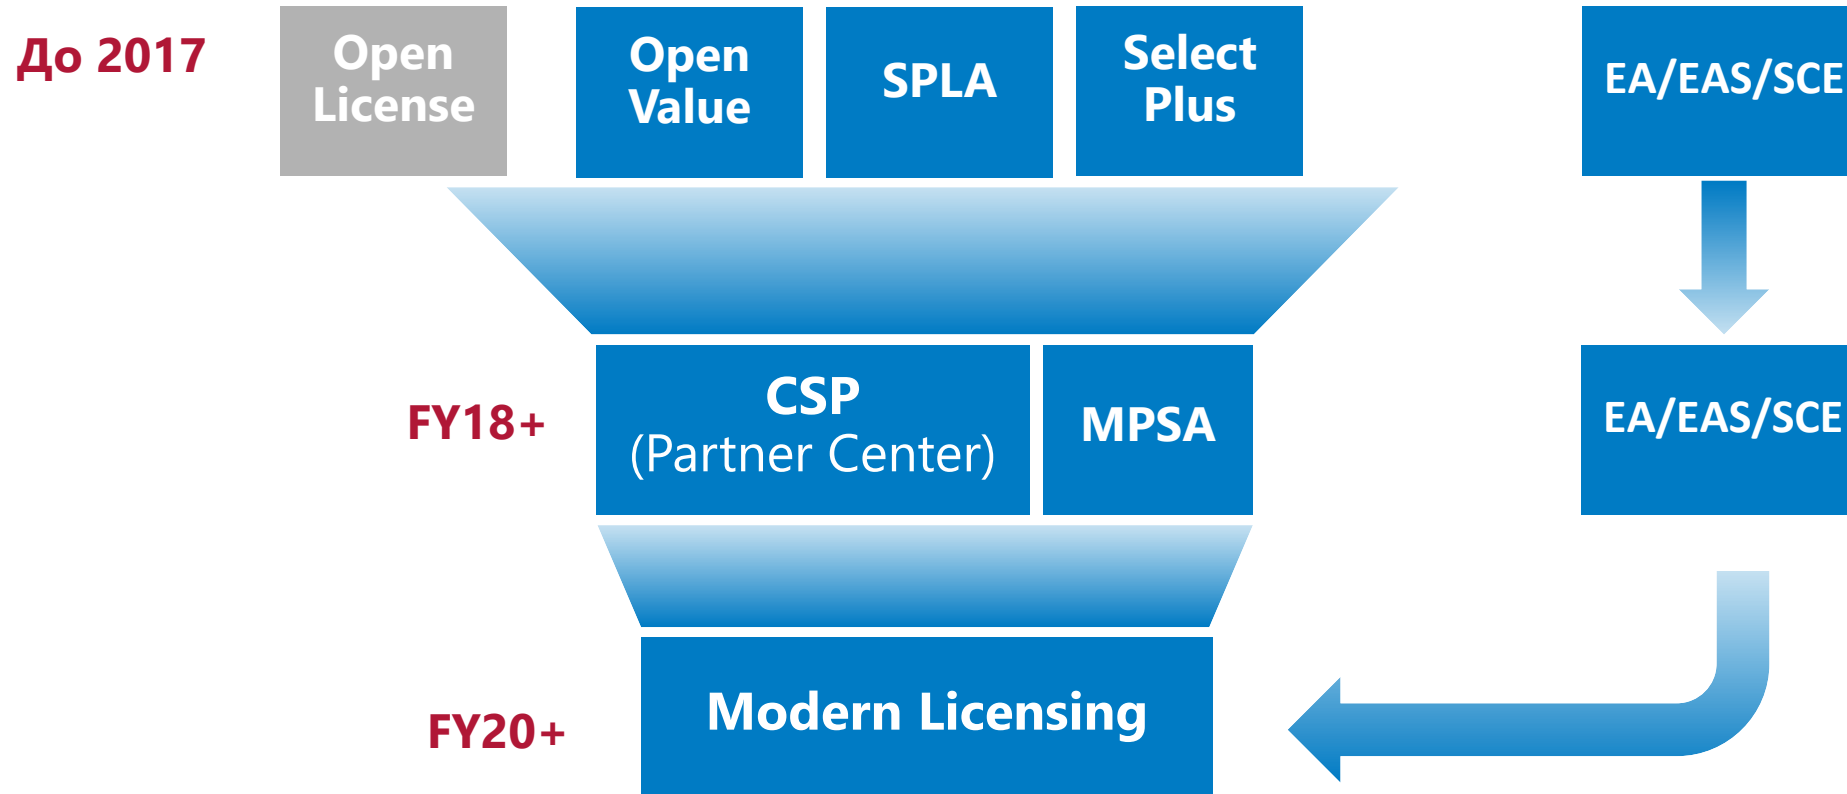 До 2017
Open
License
Open
Value
SPLA
Select
Plus
EA/EAS/SCE
FY18+
CSP
(Partner Center)
MPSA
EA/EAS/SCE
FY20+
Modern Licensing